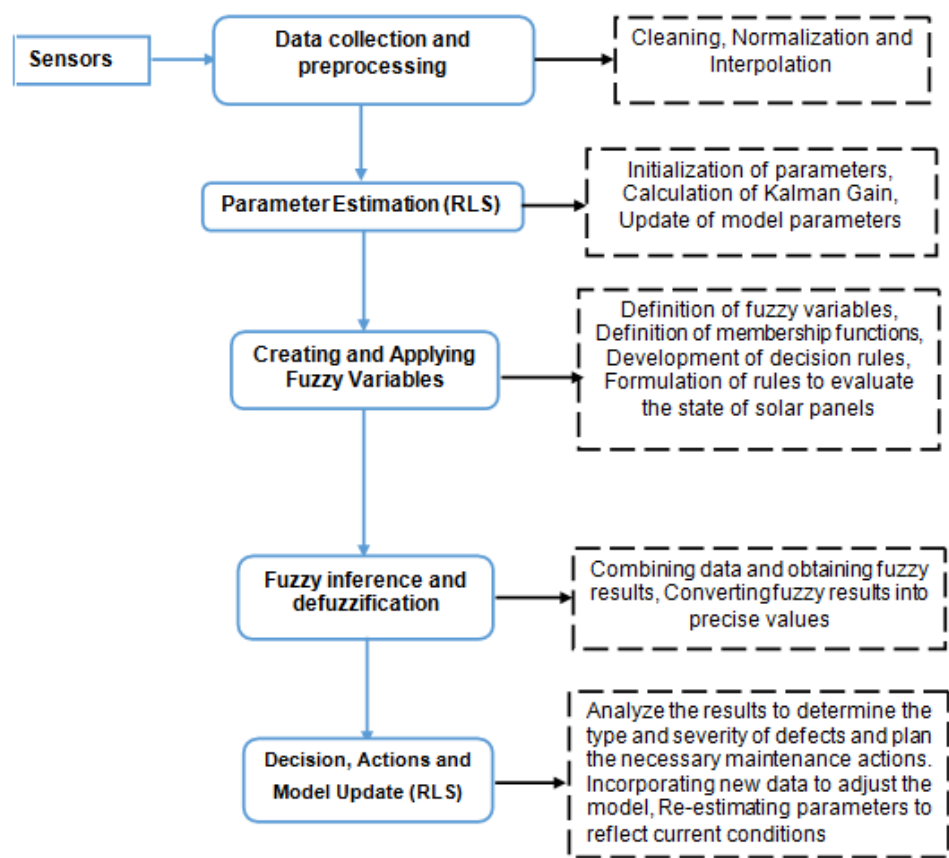 Sensors
Data collection and
preprocessing
Cleaning, Normalization and
Interpolation
Parameter Estimation (RLS)
Initialization of parameters,
Calculation of Kalman Gain,
Update of model parameters
Creating and Applying
Fuzzy Variables
Definition of fuzzy variables,
Definition of membership functions,
Development of decision rules,
Formulation of rules to evaluate
the state of solar panels
Fuzzy inference and
defuzzification
Combining data and obtaining fuzzy
results, Converting fuzzy results into
precise values
Decision, Actions and
Model Update (RLS)
Analyze the results to determine the
type and severity of defects and plan
the necessary maintenance actions.
Incorporating new data to adjust the
model, Re-estimating parameters to
reflect current conditions